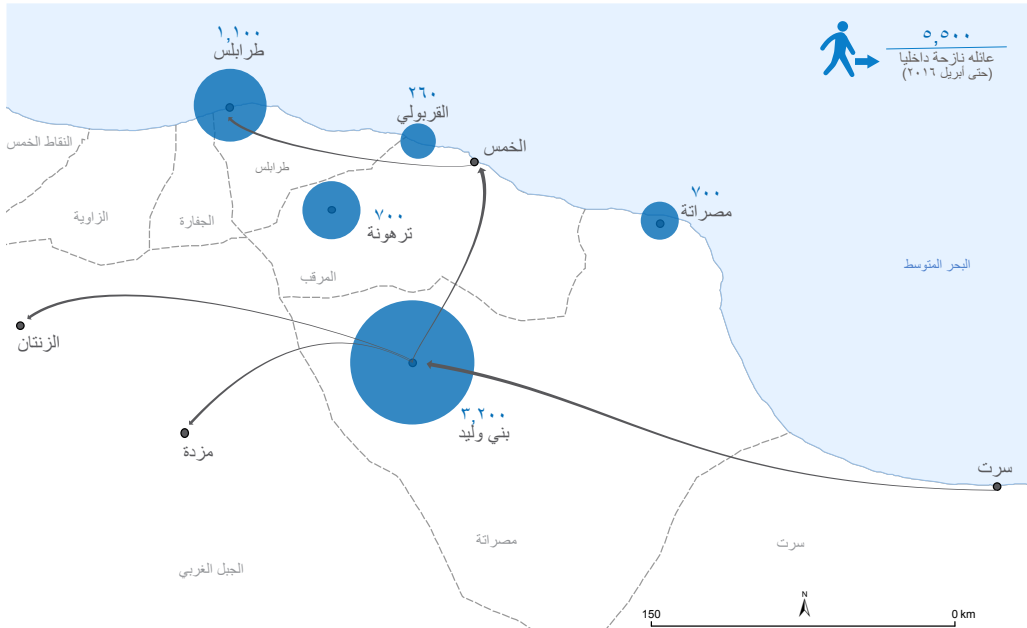 ١,١٠٠
طرابلس
٥,٥٠٠
عائله نازحة داخليا
(حتى أبريل ٢٠١٦)
٢٦٠
القربولي
الخمس
النقاط الخمس
طرابلس
٧٠٠
مصراتة
٧٠٠
ترهونة
الزاوية
الجفارة
المرقب
البحر المتوسط
الزنتان
٣,٢٠٠
بني وليد
مزدة
سرت
مصراتة
سرت
الجبل الغربي
N
150
0 km